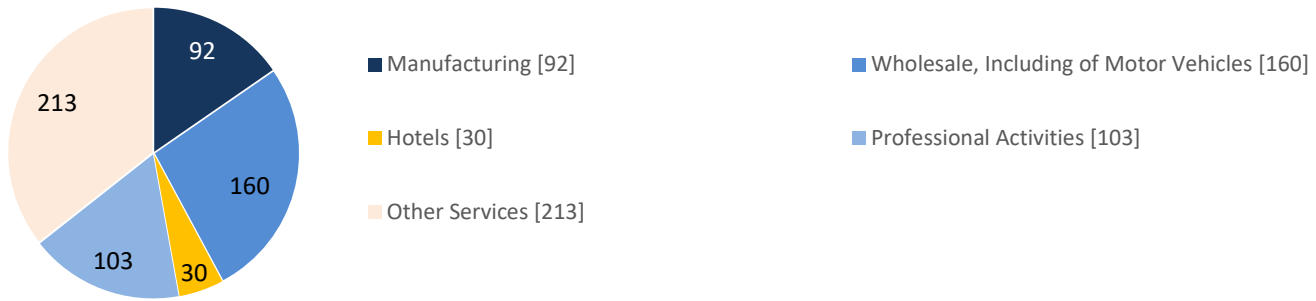 92
213
160
103
30
Manufacturing [92]
Wholesale, Including of Motor Vehicles [160]
Hotels [30]
Professional Activities [103]
Other Services [213]